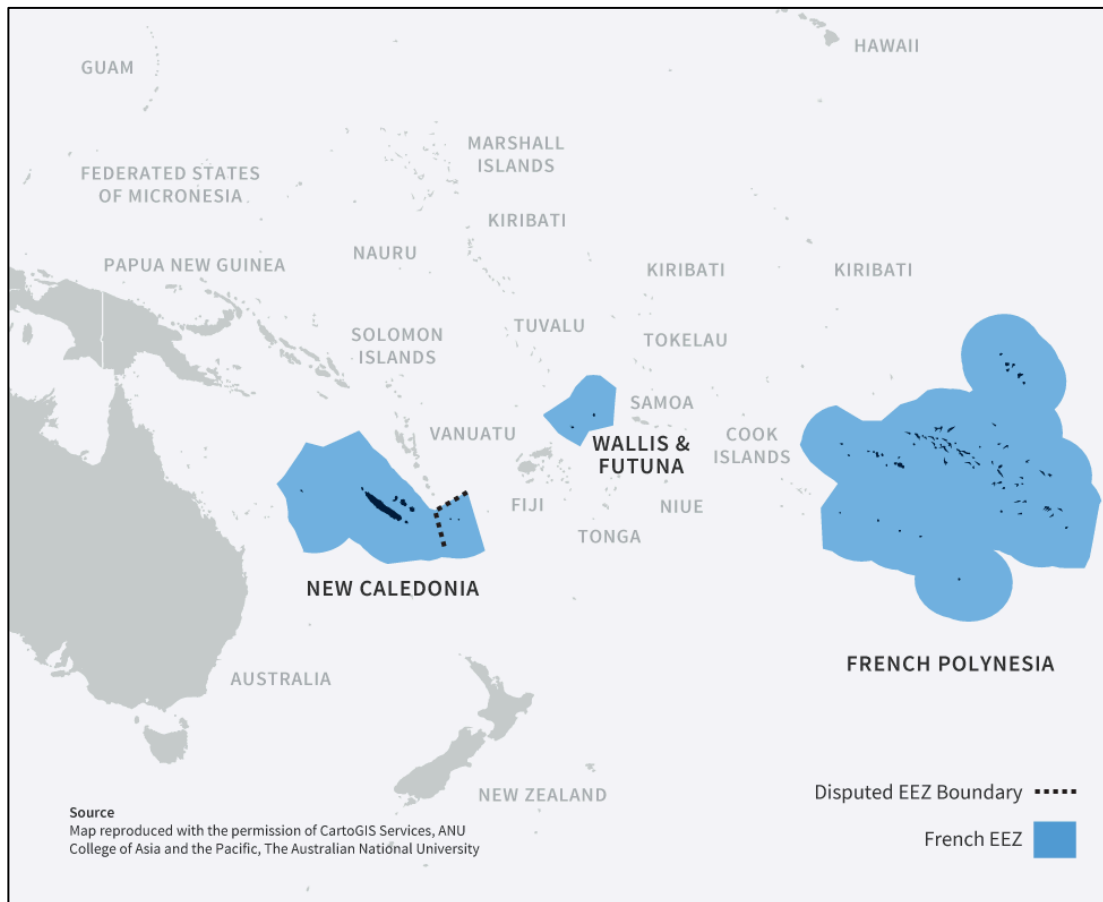 HAWAII
GUAM
MARSHALL
ISLANDS
FEDERATED STATES
OF MICRONESIA
KIRIBATI
NAURU
PAPUA NEW GUINEA
KIRIBATI
KIRIBATI
TUVALU
SOLOMON
ISLANDS
TOKELAU
SAMOA
VANUATU
WALLIS &
FUTUNA
COOK
ISLANDS
FIJI
NIUE
TONGA
NEW CALEDONIA
FRENCH POLYNESIA
AUSTRALIA
NEW ZEALAND
Disputed EEZ Boundary
French EEZ
Source
Map reproduced with the permission of CartoGIS Services, ANU
College of Asia and the Pacific, The Australian National University